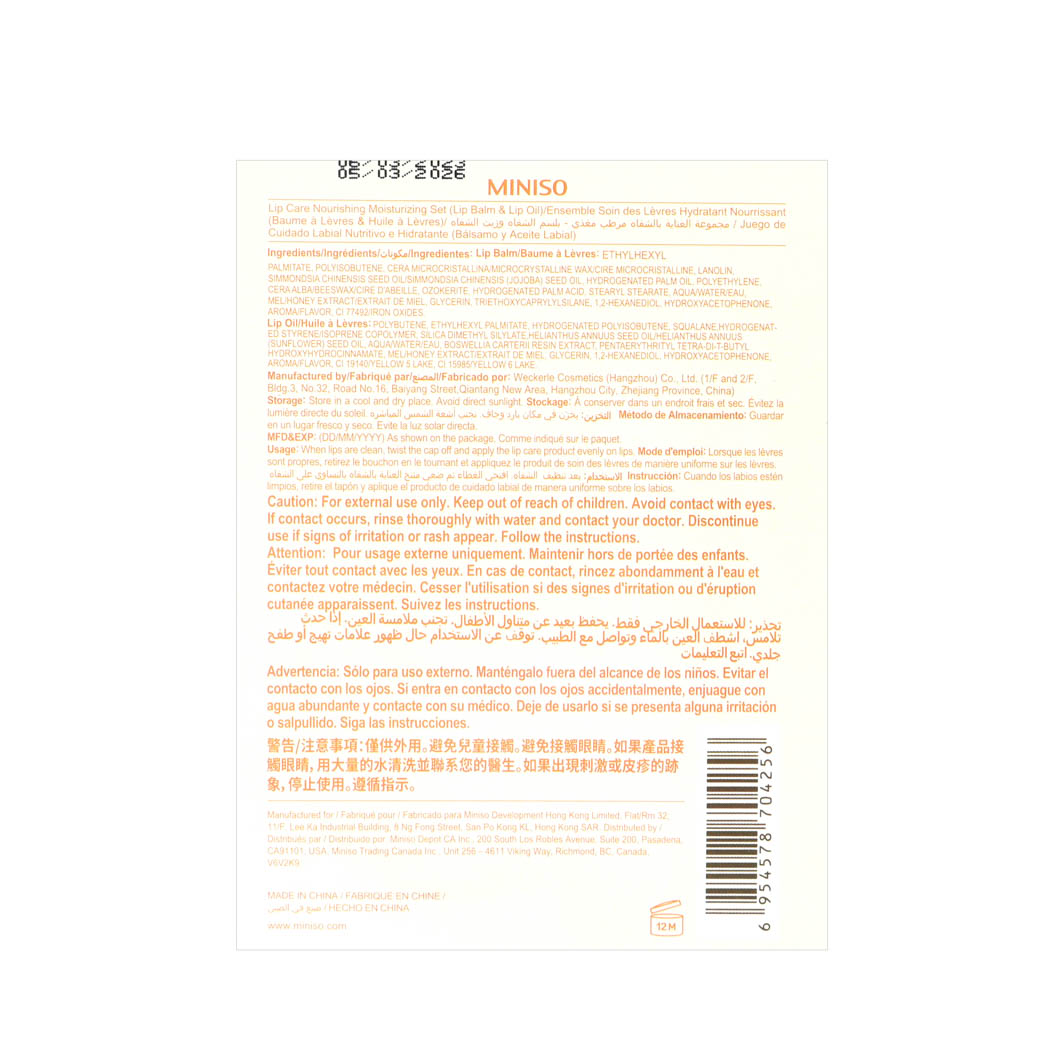 05/03/2026
MINISO
Lip Care Nourishing Moisturizing Set (Lip Balm & Lip Oil)/Ensemble Soin des Lèvres Hydratant Nourrissant
(Baume à Lèvres & Huile à Lèvres)/ مجموعة العناية بالشفاه مرطب مغذي - بلسم الشفاه وزيت الشفاه / Juego de
Cuidado Labial Nutritivo e Hidratante (Bálsamo y Aceite Labial)
Ingredients/Ingrédients/مكونات/Ingredientes: Lip Balm/Baume à Lèvres: ETHYLHEXYL
PALMITATE, POLYISOBUTENE, CERA MICROCRISTALLINA/MICROCRYSTALLINE WAX/CIRE MICROCRISTALLINE, LANOLIN,
SIMMONDSIA CHINENSIS SEED OIL/SIMMONDSIA CHINENSIS (JOJOBA) SEED OIL, HYDROGENATED PALM OIL, POLYETHYLENE,
CERA ALBA/BEESWAX/CIRE D'ABEILLE, OZOKERITE, HYDROGENATED PALM ACID, STEARYL STEARATE, AQUA/WATER/EAU,
MEL/HONEY EXTRACT/EXTRAIT DE MIEL, GLYCERIN, TRIETHOXYCAPRYLYLSILANE, 1,2-HEXANEDIOL, HYDROXYACETOPHENONE,
AROMA/FLAVOR, CI 77492/IRON OXIDES.
Lip Oil/Huile à Lèvres: POLYBUTENE, ETHYLHEXYL PALMITATE, HYDROGENATED POLYISOBUTENE, SQUALANE,HYDROGENAT-
ED STYRENE/ISOPRENE COPOLYMER, SILICA DIMETHYL SILYLATE,HELIANTHUS ANNUUS SEED OIL/HELIANTHUS ANNUUS
(SUNFLOWER) SEED OIL, AQUA/WATER/EAU, BOSWELLIA CARTERII RESIN EXTRACT, PENTAERYTHRITYL TETRA-DI-T-BUTYL
HYDROXYHYDROCINNAMATE, MEL/HONEY EXTRACT/EXTRAIT DE MIEL, GLYCERIN, 1,2-HEXANEDIOL, HYDROXYACETOPHENONE,
AROMA/FLAVOR, CI 19140/YELLOW 5 LAKE, CI 15985/YELLOW 6 LAKE.
Manufactured by/Fabriqué par/المصنع/Fabricado por: Weckerle Cosmetics (Hangzhou) Co., Ltd. (1/F and 2/F,
Bldg.3, No.32, Road No.16, Baiyang Street,Qiantang New Area, Hangzhou City, Zhejiang Province, China)
Storage: Store in a cool and dry place. Avoid direct sunlight. Stockage: À conserver dans un endroit frais et sec. Évitez la
lumière directe du soleil. التخزين: يخزن في مكان بارد وجاف. تجنب أشعة الشمس المباشرة Método de Almacenamiento: Guardar
en un lugar fresco y seco. Evite la luz solar directa.
MFD&EXP: (DD/MM/YYYY) As shown on the package. Comme indiqué sur le paquet.
Usage: When lips are clean, twist the cap off and apply the lip care product evenly on lips. Mode d'emploi: Lorsque les lèvres
sont propres, retirez le bouchon en le tournant et appliquez le produit de soin des lèvres de manière uniforme sur les lèvres.
الاستخدام: بعد تنظيف الشفاه, افتحي الغطاء ثم ضعي منتج العناية بالشفاه بالتساوي على الشفاه Instrucción: Cuando los labios estén
limpios, retire el tapón y aplique el producto de cuidado labial de manera uniforme sobre los labios.
Caution: For external use only. Keep out of reach of children. Avoid contact with eyes.
If contact occurs, rinse thoroughly with water and contact your doctor. Discontinue
use if signs of irritation or rash appear. Follow the instructions.
Attention: Pour usage externe uniquement. Maintenir hors de portée des enfants.
Éviter tout contact avec les yeux. En cas de contact, rincez abondamment à l'eau et
contactez votre médecin. Cesser l'utilisation si des signes d'irritation ou d'éruption
cutanée apparaissent. Suivez les instructions.
تحذير: للاستعمال الخارجي فقط. يحفظ بعيد عن متناول الأطفال. تجنب ملامسة العين. إذا حدث
تلامس، اشطف العين بالماء وتواصل مع الطبيب. توقف عن الاستخدام حال ظهور علامات تهيج أو طفح
جلدي. اتبع التعليمات
Advertencia: Sólo para uso externo. Manténgalo fuera del alcance de los niños. Evitar el
contacto con los ojos. Si entra en contacto con los ojos accidentalmente, enjuague con
agua abundante y contacte con su médico. Deje de usarlo si se presenta alguna irritación
o salpullido. Siga las instrucciones.
警告/注意事項:僅供外用。避免兒童接觸。避免接觸眼睛。如果產品接
觸眼睛,用大量的水清洗並聯系您的醫生。如果出現刺激或皮疹的跡
象,停止使用。遵循指示。
Manufactured for / Fabriqué pour / Fabricado para Miniso Development Hong Kong Limited. Flat/Rm 32,
11/F, Lee Ka Industrial Building, 8 Ng Fong Street, San Po Kong KL, Hong Kong SAR. Distributed by /
Distribués par / Distribuido por Miniso Depot CA Inc., 200 South Los Robles Avenue, Suite 200, Pasadena,
CA91101, USA. Miniso Trading Canada Inc. Unit 256 – 4611 Viking Way, Richmond, BC, Canada,
V6V2K9.
MADE IN CHINA / FABRIQUÉ EN CHINE /
صنع في الصين / HECHO EN CHINA
www.miniso.com
12M
6 954578 704256